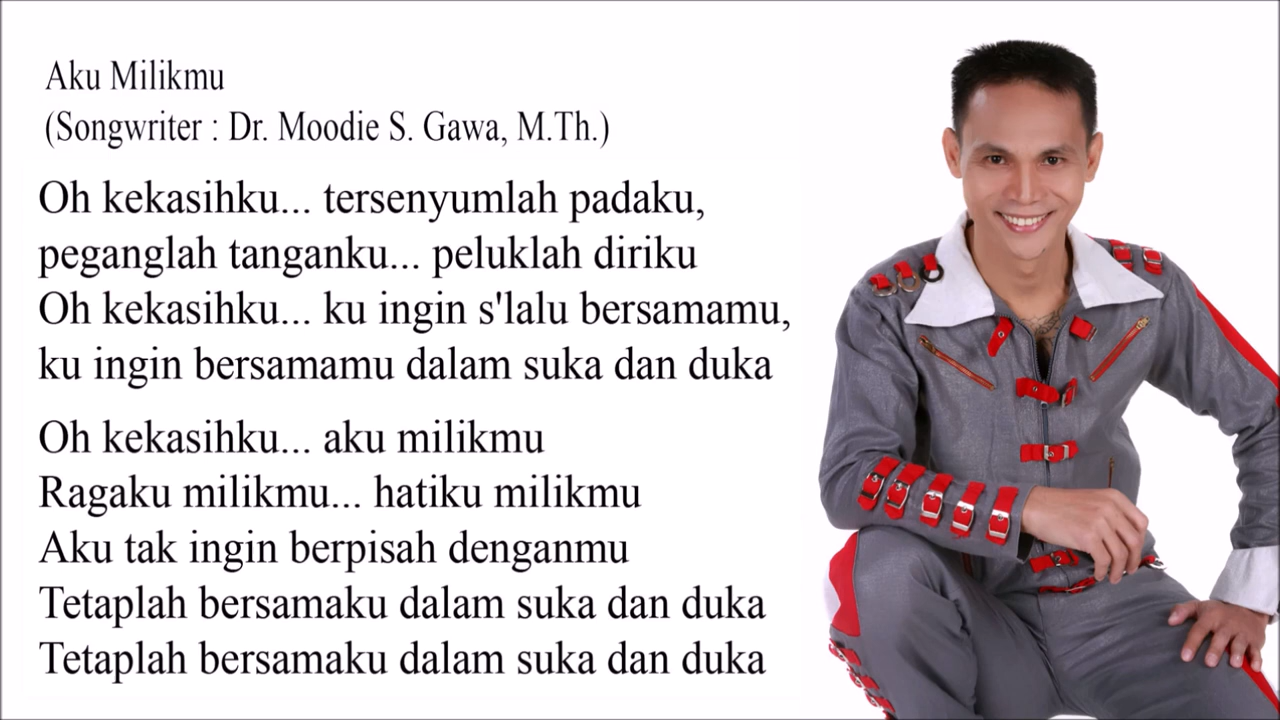 Aku Milikmu
(Songwriter : Dr. Moodie S. Gawa, M.Th.)
Oh kekasihku... tersenyumlah padaku,
peganglah tanganku... peluklah diriku
Oh kekasihku... ku ingin s'lalu bersamamu,
ku ingin bersamamu dalam suka dan duka
Oh kekasihku... aku milikmu
Ragaku milikmu... hatiku milikmu
Aku tak ingin berpisah denganmu
Tetaplah bersamaku dalam suka dan duka
Tetaplah bersamaku dalam suka dan duka